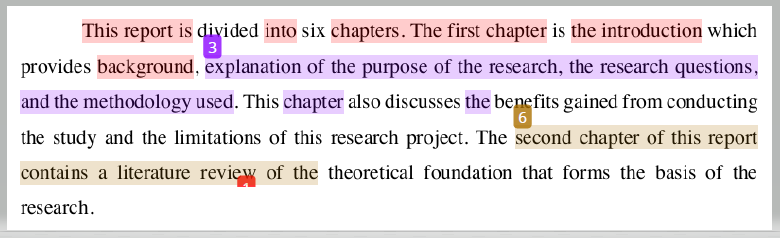 This report is divided into six chapters. The first chapter is the introduction which
3
provides background, explanation of the purpose of the research, the research questions,
and the methodology used. This chapter also discusses the benefits gained from conducting
6
the study and the limitations of this research project. The second chapter of this report
contains a literature review of the theoretical foundation that forms the basis of the
1
research.